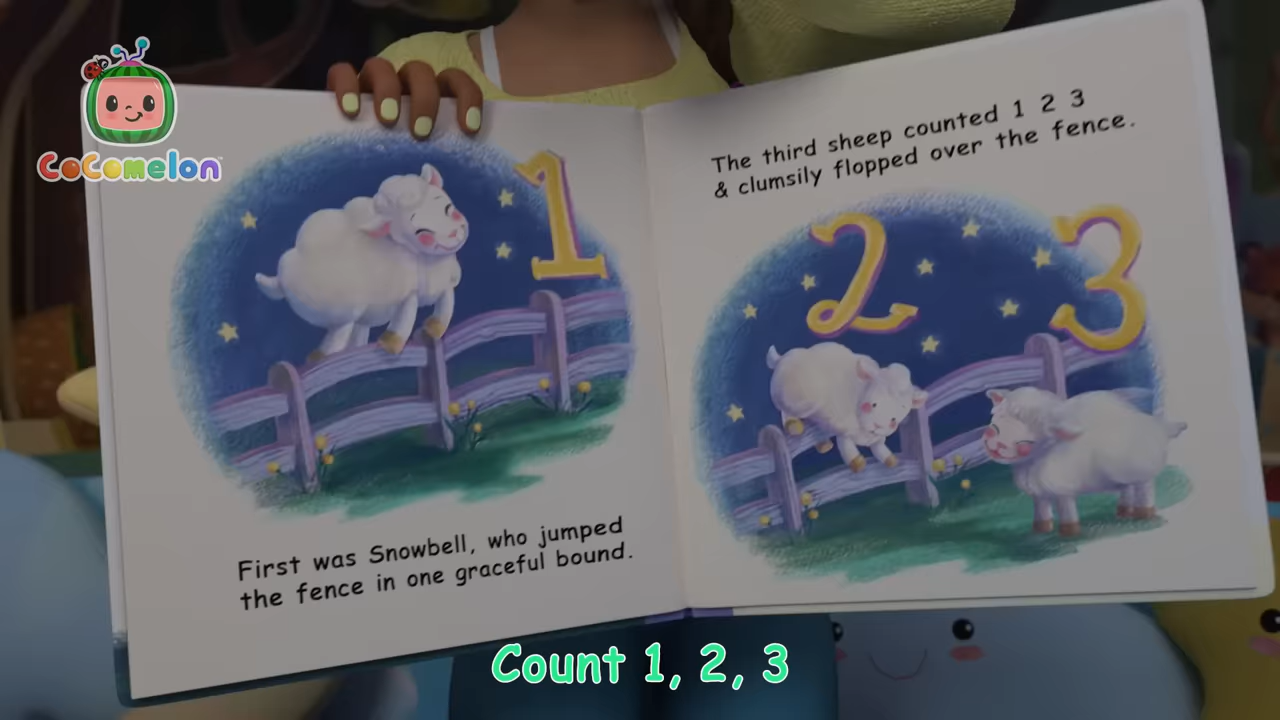 CoComelon
1
First was Snowbell, who jumped
the fence in one graceful bound.
The third sheep counted 1 2 3
& clumsily flopped over the fence.
2 3
Count 1, 2, 3